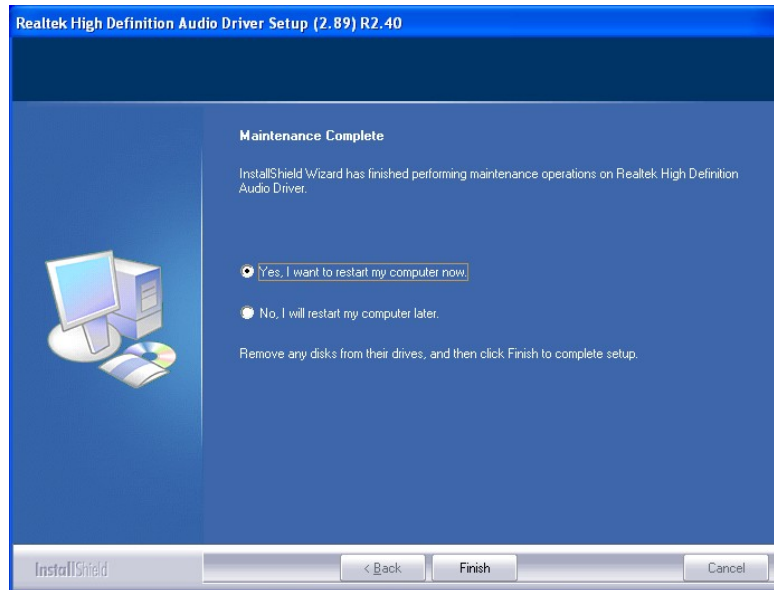 Realtek High Definition Audio Driver Setup (2.89) R2.40
Maintenance Complete
InstallShield Wizard has finished performing maintenance operations on Realtek High Definition
Audio Driver.
Yes, I want to restart my computer now.
No, I will restart my computer later.
Remove any disks from their drives, and then click Finish to complete setup.
InstallShield
< Back
Finish
Cancel